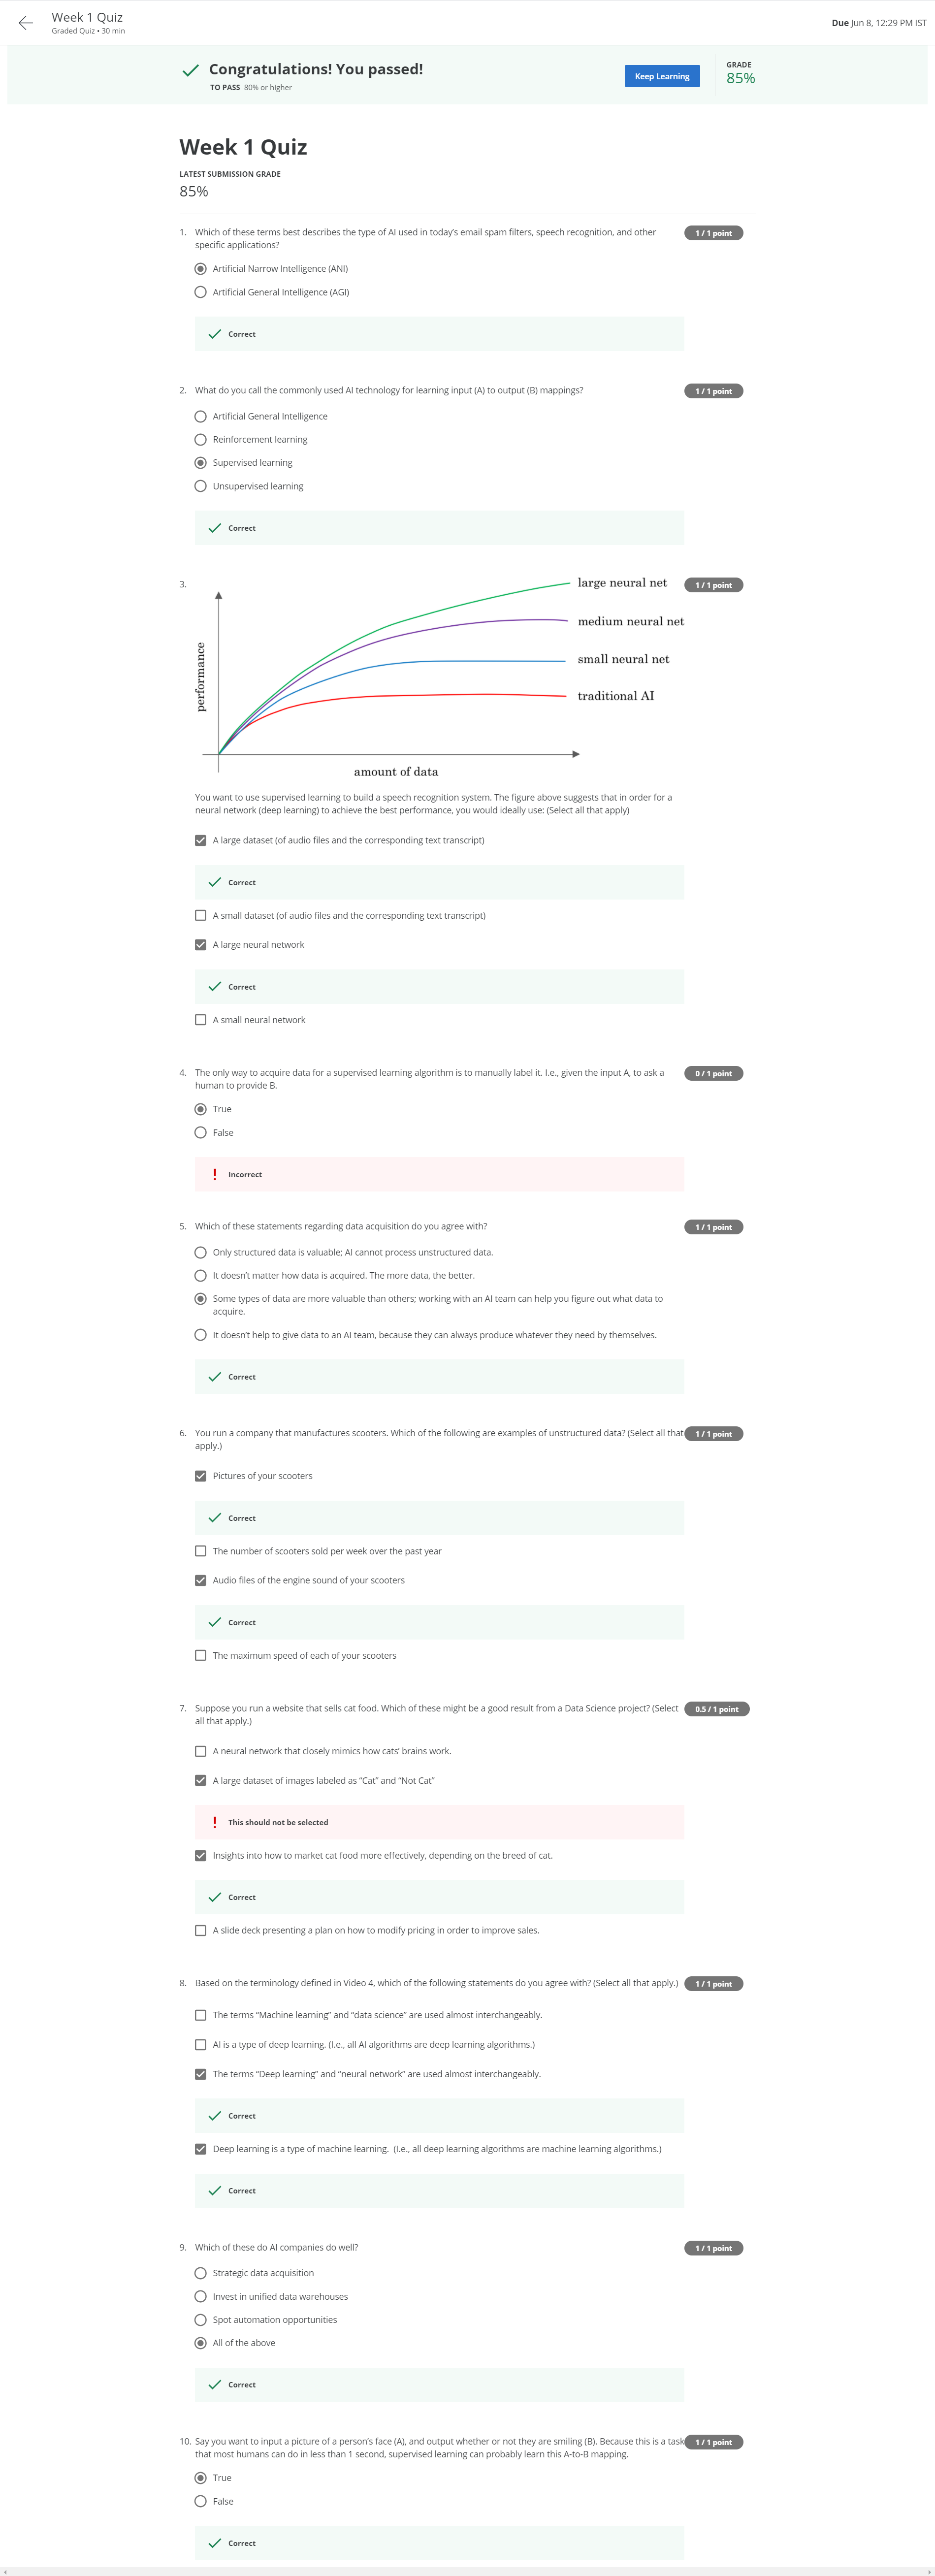 Week 1 Quiz
Graded Quiz • 30 min
Due Jun 8, 12:29 PM IST
Congratulations! You passed!
TO PASS 80% or higher
Keep Learning
GRADE
85%
Week 1 Quiz
LATEST SUBMISSION GRADE
85%
1. Which of these terms best describes the type of AI used in today's email spam filters, speech recognition, and other
specific applications?
1 / 1 point
Artificial Narrow Intelligence (ANI)
Artificial General Intelligence (AGI)
Correct
2. What do you call the commonly used AI technology for learning input (A) to output (B) mappings?
1 / 1 point
Artificial General Intelligence
Reinforcement learning
Supervised learning
Unsupervised learning
Correct
3.
1 / 1 point
large neural net
medium neural net
small neural net
traditional AI
performance
amount of data
You want to use supervised learning to build a speech recognition system. The figure above suggests that in order for a
neural network (deep learning) to achieve the best performance, you would ideally use: (Select all that apply)
A large dataset (of audio files and the corresponding text transcript)
Correct
A small dataset (of audio files and the corresponding text transcript)
A large neural network
Correct
A small neural network
4. The only way to acquire data for a supervised learning algorithm is to manually label it. I.e., given the input A, to ask a
human to provide B.
0 / 1 point
True
False
Incorrect
5. Which of these statements regarding data acquisition do you agree with?
1 / 1 point
Only structured data is valuable; AI cannot process unstructured data.
It doesn't matter how data is acquired. The more data, the better.
Some types of data are more valuable than others; working with an AI team can help you figure out what data to
acquire.
It doesn't help to give data to an AI team, because they can always produce whatever they need by themselves.
Correct
6. You run a company that manufactures scooters. Which of the following are examples of unstructured data? (Select all that
apply.)
1 / 1 point
Pictures of your scooters
Correct
The number of scooters sold per week over the past year
Audio files of the engine sound of your scooters
Correct
The maximum speed of each of your scooters
7. Suppose you run a website that sells cat food. Which of these might be a good result from a Data Science project? (Select
all that apply.)
0.5 / 1 point
A neural network that closely mimics how cats' brains work.
A large dataset of images labeled as “Cat” and “Not Cat”
This should not be selected
Insights into how to market cat food more effectively, depending on the breed of cat.
Correct
A slide deck presenting a plan on how to modify pricing in order to improve sales.
8. Based on the terminology defined in Video 4, which of the following statements do you agree with? (Select all that apply.)
1 / 1 point
The terms “Machine learning” and “data science” are used almost interchangeably.
AI is a type of deep learning. (I.e., all AI algorithms are deep learning algorithms.)
The terms “Deep learning” and “neural network” are used almost interchangeably.
Correct
Deep learning is a type of machine learning. (I.e., all deep learning algorithms are machine learning algorithms.)
Correct
9. Which of these do AI companies do well?
1 / 1 point
Strategic data acquisition
Invest in unified data warehouses
Spot automation opportunities
All of the above
Correct
10. Say you want to input a picture of a person's face (A), and output whether or not they are smiling (B). Because this is a task
that most humans can do in less than 1 second, supervised learning can probably learn this A-to-B mapping.
1 / 1 point
True
False
Correct